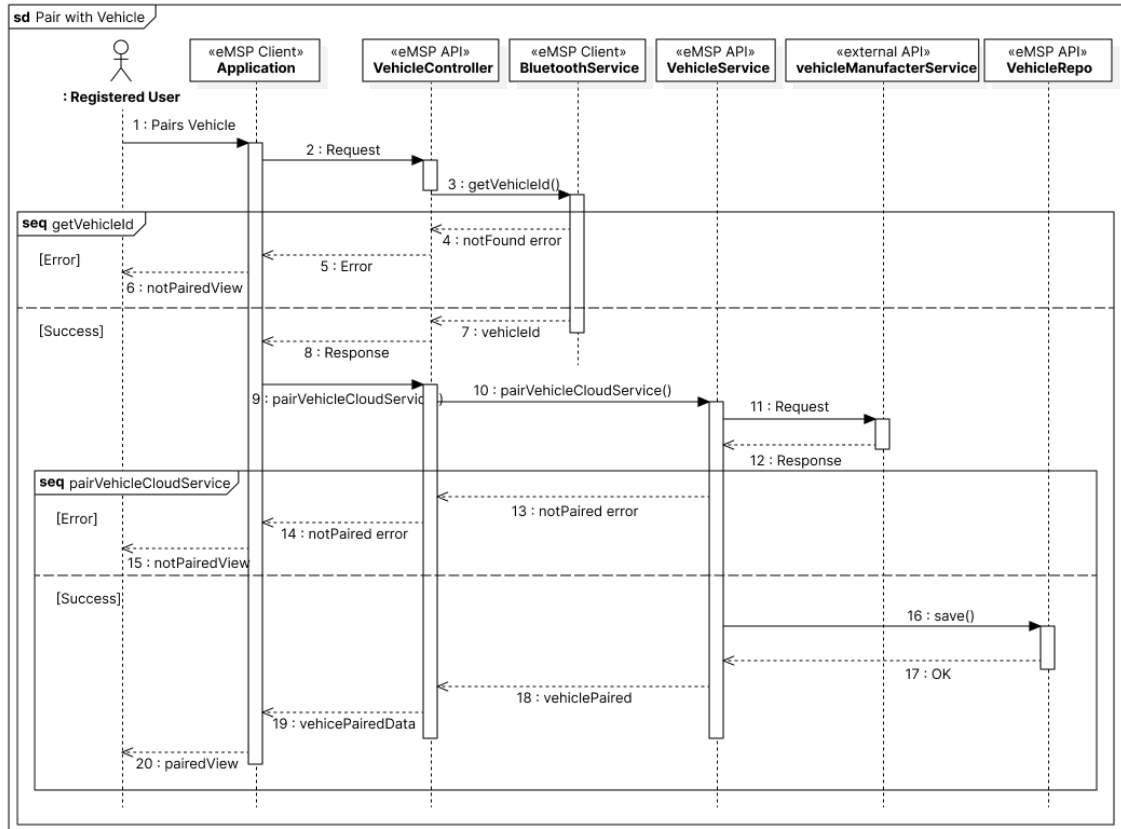 sd Pair with Vehicle
«eMSP Client»
Application
«eMSP API»
VehicleController
«eMSP Client»
BluetoothService
«eMSP API»
VehicleService
«external API»
vehicleManufacterService
«eMSP API»
VehicleRepo
: Registered User
1 : Pairs Vehicle
2 : Request
3 : getVehicleId()
seq getVehicleId
4 : notFound error
[Error]
5 : Error
6 : notPairedView
[Success]
7 : vehicleId
8 : Response
9 : pairVehicleCloudService()
10 : pairVehicleCloudService()
11 : Request
12 : Response
seq pairVehicleCloudService
13 : notPaired error
[Error]
14 : notPaired error
15 : notPairedView
[Success]
16 : save()
17 : OK
18 : vehiclePaired
19 : vehicePairedData
20 : pairedView